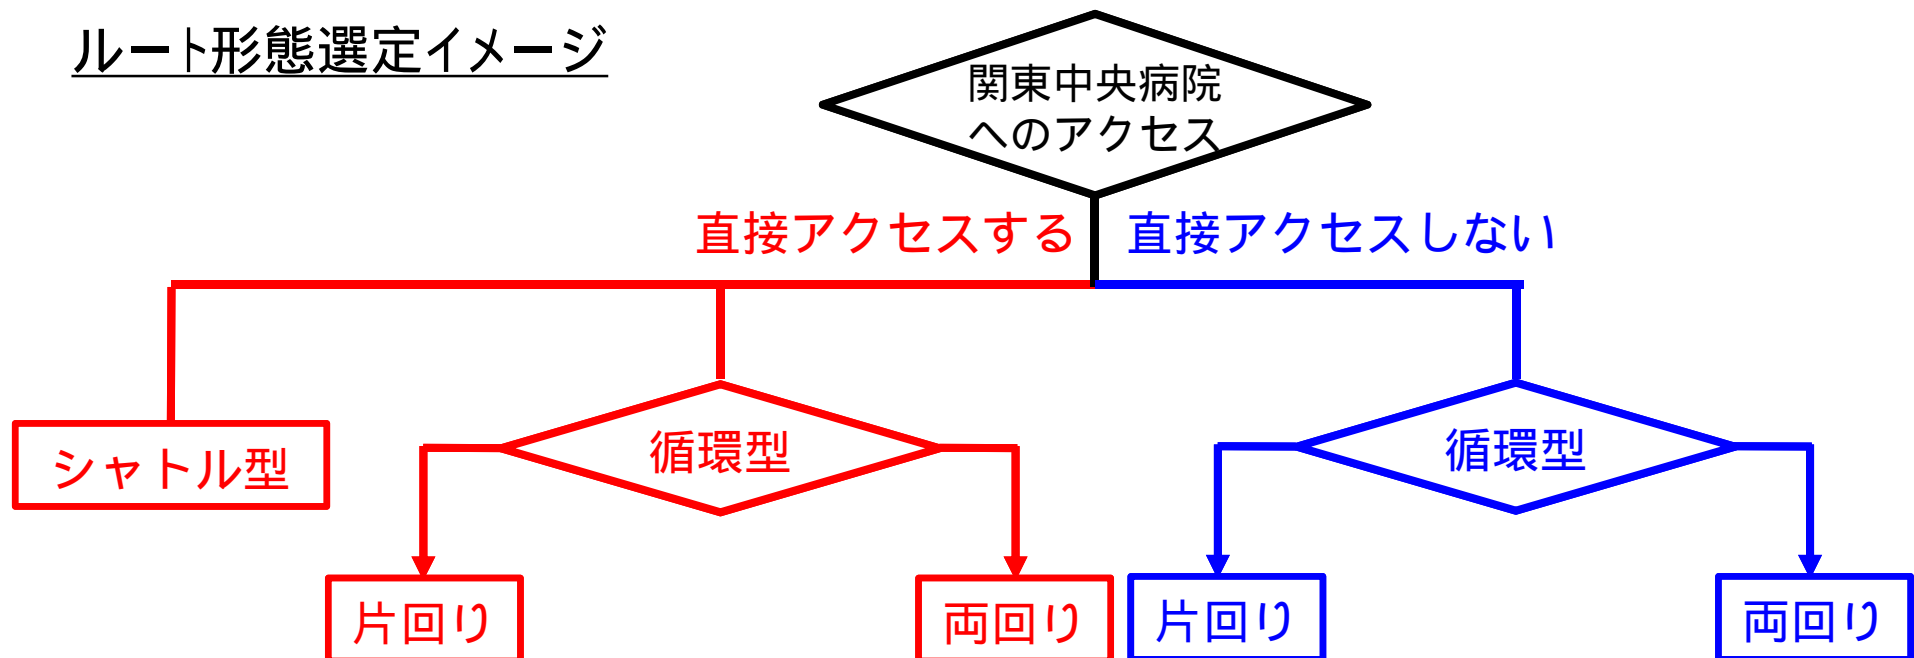 ルート形態選定イメージ
関東中央病院
へのアクセス
直接アクセスする
直接アクセスしない
シャトル型
循環型
循環型
片回り
両回り
片回り
両回り